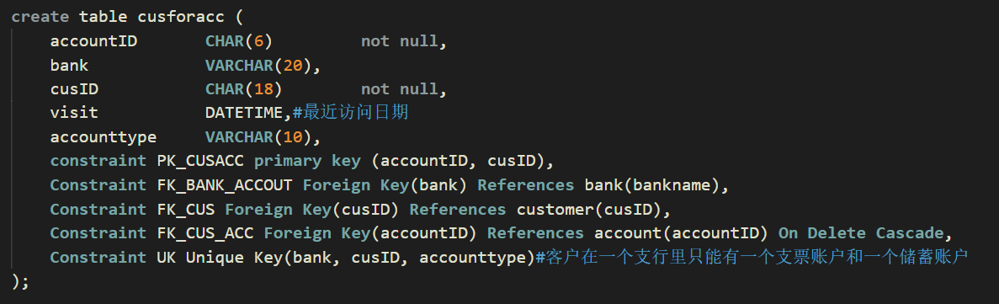 create table cusforacc (
    accountID       CHAR(6)         not null,
    bank            VARCHAR(20),
    cusID           CHAR(18)        not null,
    visit           DATETIME,#最近访问日期
    accounttype     VARCHAR(10),
    constraint PK_CUSACC primary key (accountID, cusID),
    Constraint FK_BANK_ACCOUT Foreign Key(bank) References bank(bankname),
    Constraint FK_CUS Foreign Key(cusID) References customer(cusID),
    Constraint FK_CUS_ACC Foreign Key(accountID) References account(accountID) On Delete Cascade,
    Constraint UK Unique Key(bank, cusID, accounttype)#客户在一个支行里只能有一个支票账户和一个储蓄账户
);